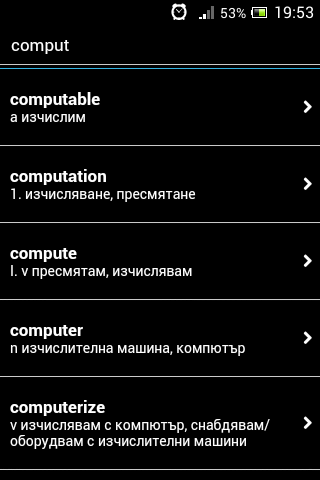 53% 19:53
comput
computable
a изчислим
computation
1. изчисляване, пресмятане
compute
I. v пресмятам, изчислявам
computer
n изчислителна машина, компютър
computerize
v изчислявам с компютър, снабдявам/
оборудвам с изчислителни машини